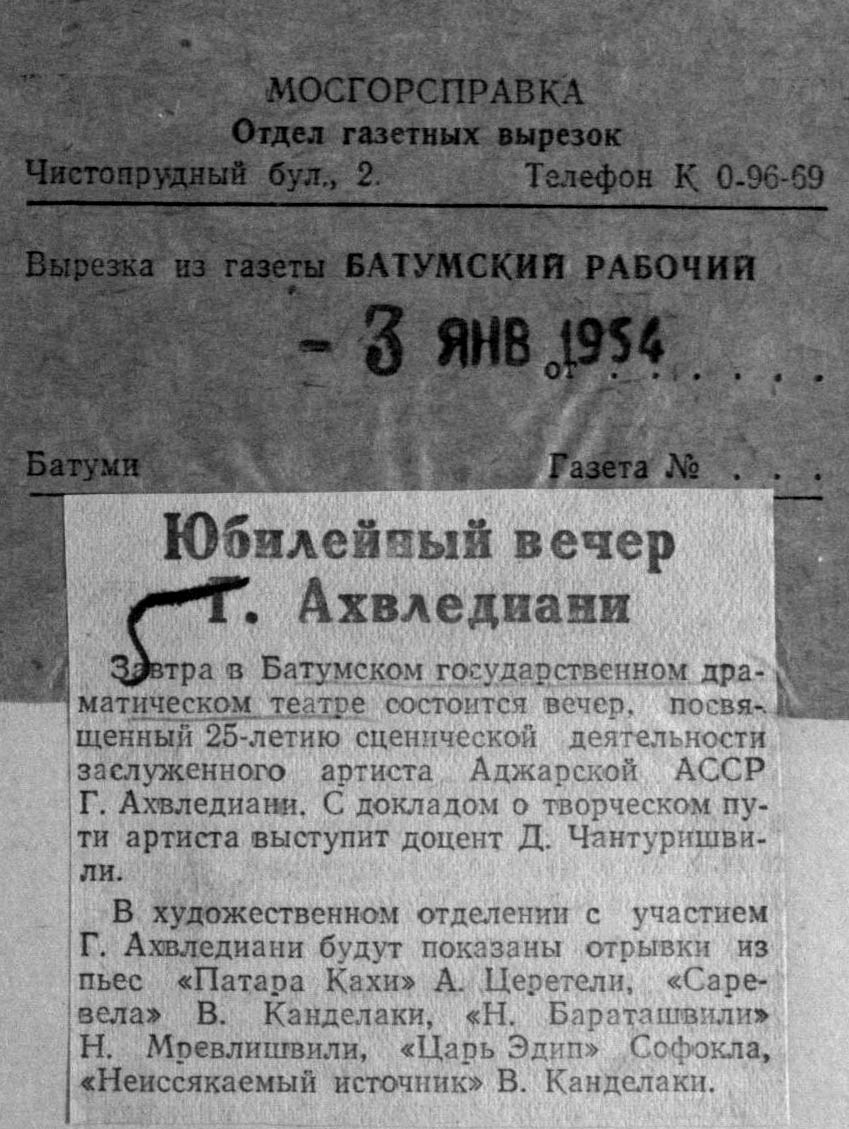 МОСГОРСПРАВКА
Отдел газетных вырезок
Чистопрудный бул., 2. Телефон К 0-96-69
Вырезка из газеты БАТУМСКИЙ РАБОЧИЙ
- 3 ЯНВ 1954
от . . . . . . .
Батуми Газета № . . .
Юбилейный вечер
Г. Ахвледиани
Завтра в Батумском государственном дра-
матическом театре состоится вечер, посвя-
щенный 25-летию сценической деятельности
заслуженного артиста Аджарской АССР
Г. Ахвледиани. С докладом о творческом пу-
ти артиста выступит доцент Д. Чантуришви-
ли.
В художественном отделении с участием
Г. Ахвледиани будут показаны отрывки из
пьес «Патара Кахи» А. Церетели, «Саре-
вела» В. Канделаки, «Н. Бараташвили»
Н. Мревлишвили, «Царь Эдип» Софокла,
«Неиссякаемый источник» В. Канделаки.